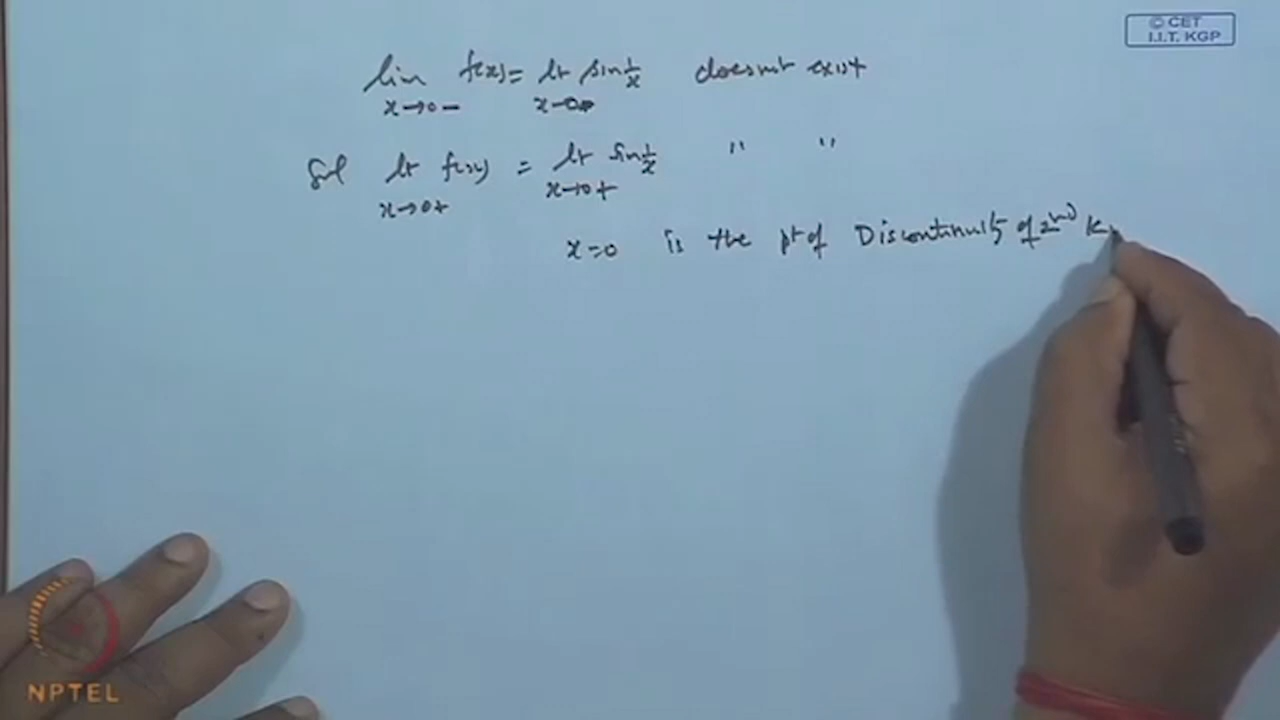 © CET
I.I.T. KGP
lim f(x) = lt sin 1/x doesnt exist
x→0− x→0−
lt f(x) = lt sin 1/x " "
x→0+ x→0+
x=0 is the pt of Discontinuity of 2nd K
NPTEL